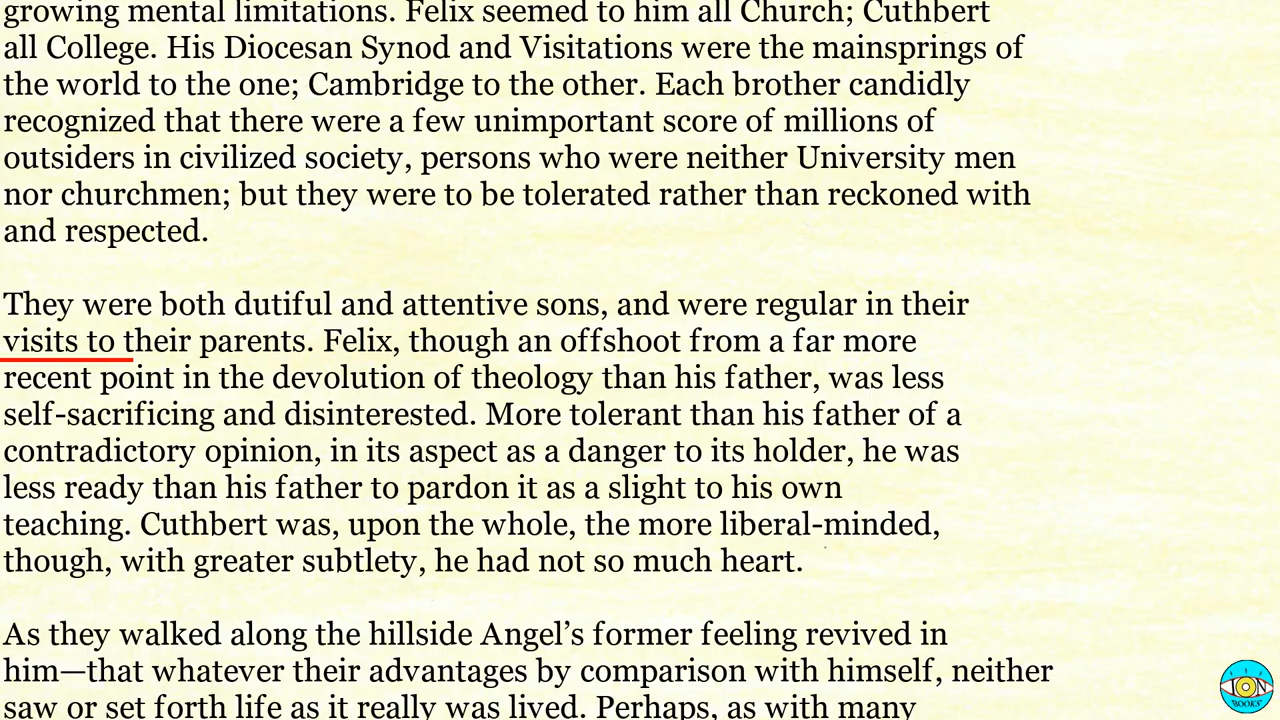 growing mental limitations. Felix seemed to him all Church; Cuthbert
all College. His Diocesan Synod and Visitations were the mainsprings of
the world to the one; Cambridge to the other. Each brother candidly
recognized that there were a few unimportant score of millions of
outsiders in civilized society, persons who were neither University men
nor churchmen; but they were to be tolerated rather than reckoned with
and respected.
They were both dutiful and attentive sons, and were regular in their
visits to their parents. Felix, though an offshoot from a far more
recent point in the devolution of theology than his father, was less
self-sacrificing and disinterested. More tolerant than his father of a
contradictory opinion, in its aspect as a danger to its holder, he was
less ready than his father to pardon it as a slight to his own
teaching. Cuthbert was, upon the whole, the more liberal-minded,
though, with greater subtlety, he had not so much heart.
As they walked along the hillside Angel’s former feeling revived in
him—that whatever their advantages by comparison with himself, neither
saw or set forth life as it really was lived. Perhaps, as with many
ION
BOOKS